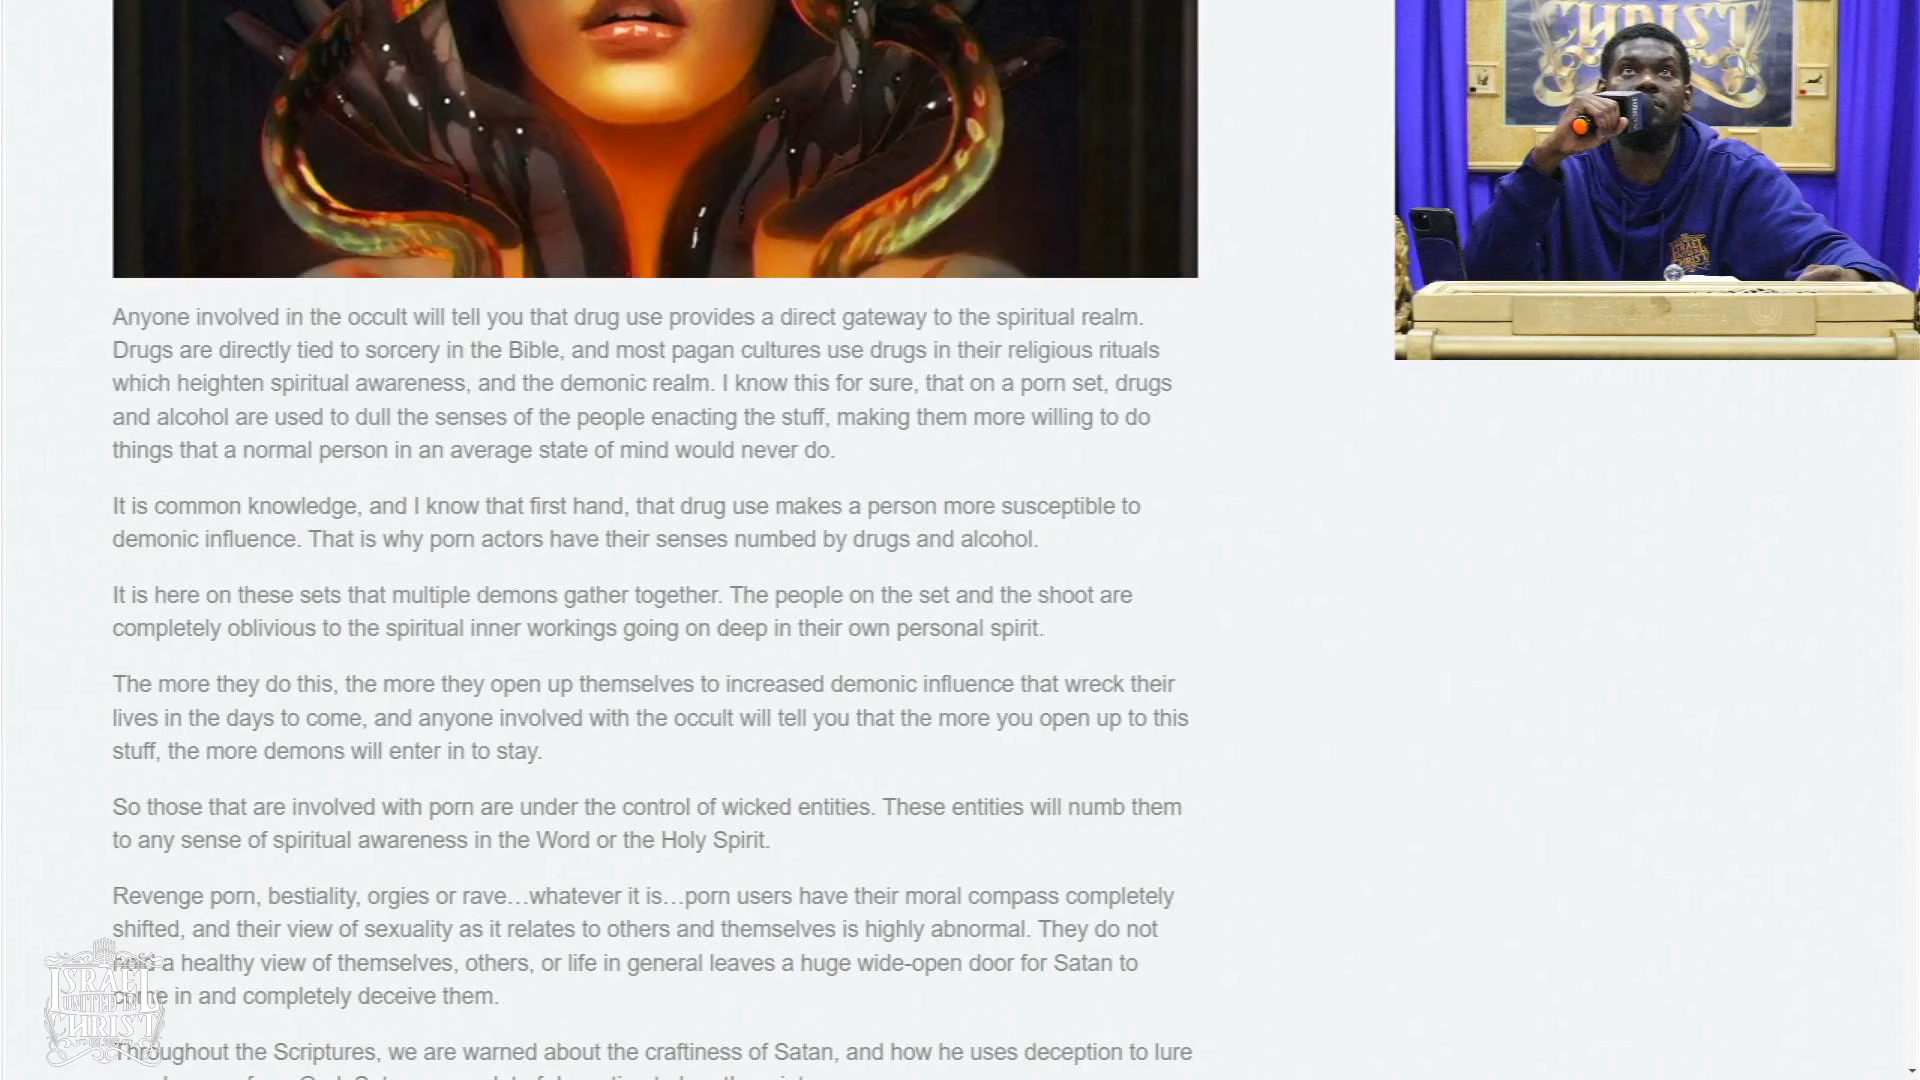 CHRIST
ISRAEL
UNITED IN
CHRIST
Anyone involved in the occult will tell you that drug use provides a direct gateway to the spiritual realm.
Drugs are directly tied to sorcery in the Bible, and most pagan cultures use drugs in their religious rituals
which heighten spiritual awareness, and the demonic realm. I know this for sure, that on a porn set, drugs
and alcohol are used to dull the senses of the people enacting the stuff, making them more willing to do
things that a normal person in an average state of mind would never do.
It is common knowledge, and I know that first hand, that drug use makes a person more susceptible to
demonic influence. That is why porn actors have their senses numbed by drugs and alcohol.
It is here on these sets that multiple demons gather together. The people on the set and the shoot are
completely oblivious to the spiritual inner workings going on deep in their own personal spirit.
The more they do this, the more they open up themselves to increased demonic influence that wreck their
lives in the days to come, and anyone involved with the occult will tell you that the more you open up to this
stuff, the more demons will enter in to stay.
So those that are involved with porn are under the control of wicked entities. These entities will numb them
to any sense of spiritual awareness in the Word or the Holy Spirit.
Revenge porn, bestiality, orgies or rave…whatever it is…porn users have their moral compass completely
shifted, and their view of sexuality as it relates to others and themselves is highly abnormal. They do not
a healthy view of themselves, others, or life in general leaves a huge wide-open door for Satan to
come in and completely deceive them.
Throughout the Scriptures, we are warned about the craftiness of Satan, and how he uses deception to lure
ISRAEL
UNITED IN
CHRIST